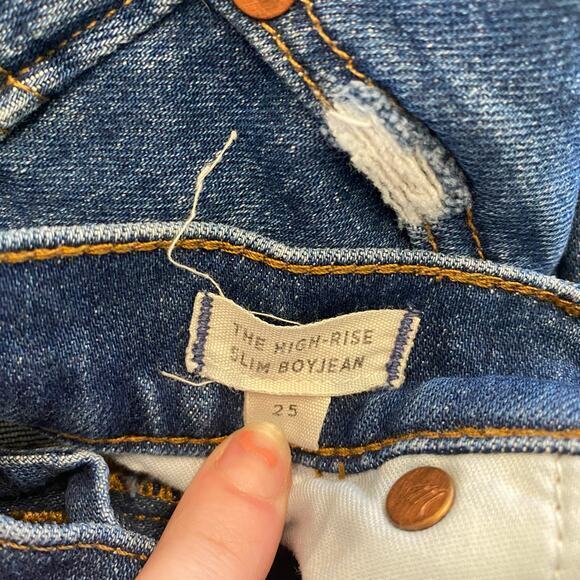 THE HIGH-RISE
SLIM BOYJEAN
25